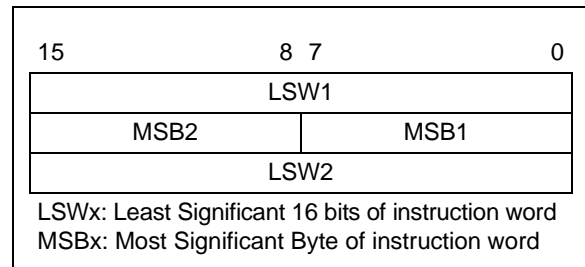 15 8 7 0
LSW1
MSB2 MSB1
LSW2
LSWx: Least Significant 16 bits of instruction word
MSBx: Most Significant Byte of instruction word